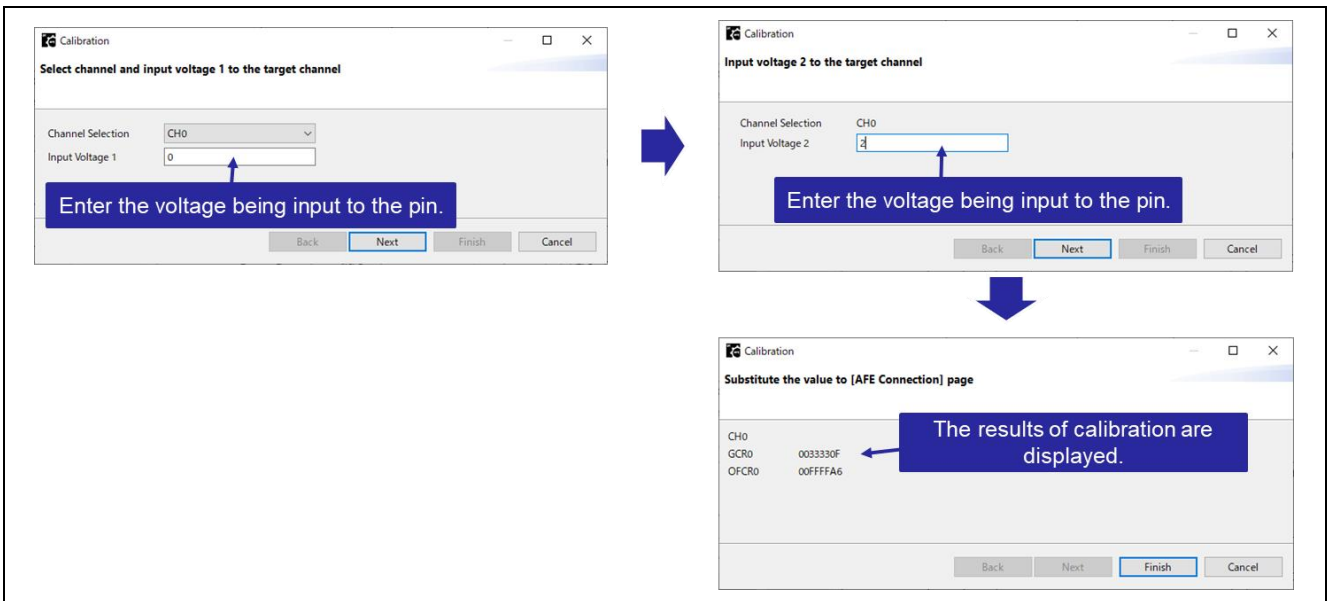 Calibration
Select channel and input voltage 1 to the target channel
Channel Selection CH0
Input Voltage 1 0
Enter the voltage being input to the pin.
Back Next Finish Cancel
Calibration
Input voltage 2 to the target channel
Channel Selection CH0
Input Voltage 2 2
Enter the voltage being input to the pin.
Back Next Finish Cancel
Calibration
Substitute the value to [AFE Connection] page
The results of calibration are
displayed.
CH0
GCR0 0033330F
OFCR0 00FFFFA6
Back Next Finish Cancel